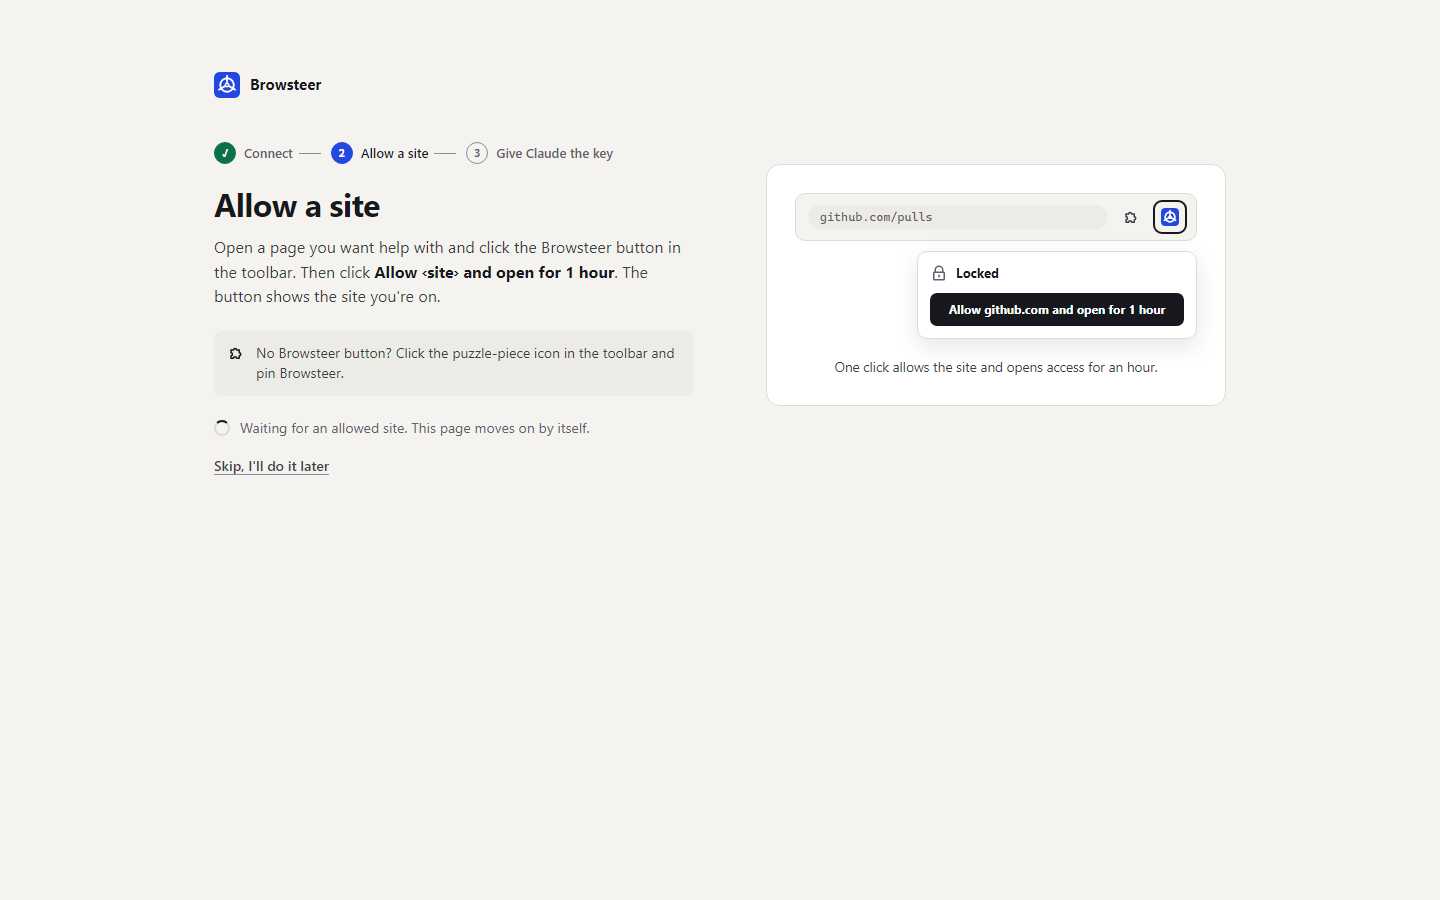 Browsteer
✓ Connect 2 Allow a site 3 Give Claude the key
Allow a site
Open a page you want help with and click the Browsteer button in
the toolbar. Then click Allow ‹site› and open for 1 hour. The
button shows the site you're on.
No Browsteer button? Click the puzzle-piece icon in the toolbar and
pin Browsteer.
Waiting for an allowed site. This page moves on by itself.
Skip, I'll do it later
github.com/pulls
Locked
Allow github.com and open for 1 hour
One click allows the site and opens access for an hour.